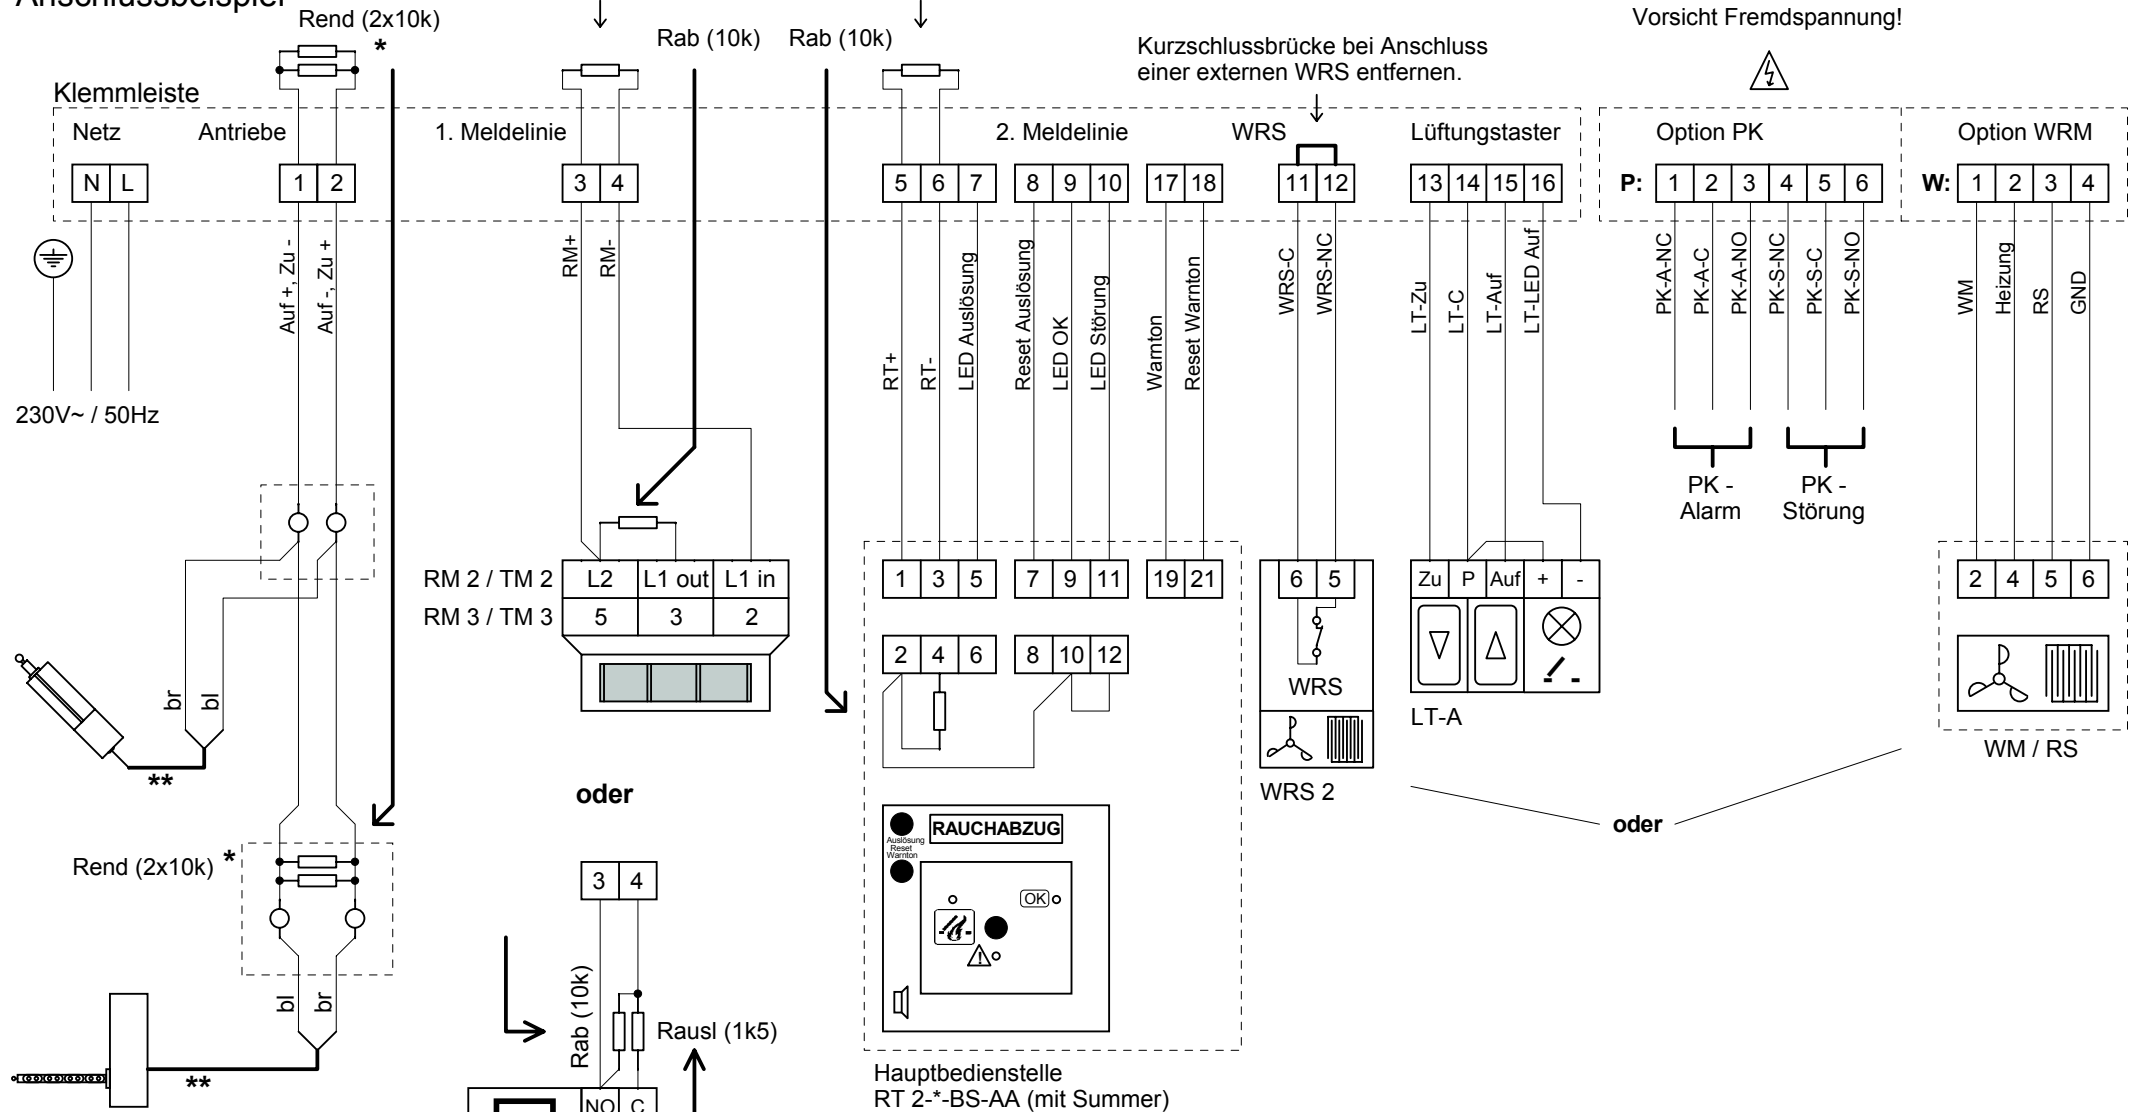 Rend (2x10k)
*
Rab (10k)
Rab (10k)
Kurzschlussbrücke bei Anschluss
einer externen WRS entfernen.
Vorsicht Fremdspannung!
Klemmleiste
Netz
Antriebe
1. Meldelinie
2. Meldelinie
WRS
Lüftungstaster
Option PK
Option WRM
N L
1 2
3 4
5 6 7
8 9 10
17 18
11 12
13 14 15 16
P: 1 2 3 4 5 6
W: 1 2 3 4
Auf +, Zu -
Auf -, Zu +
RM+
RM-
RT+
RT-
LED Auslösung
Reset Auslösung
LED OK
LED Störung
Warnton
Reset Warnton
WRS-C
WRS-NC
LT-Zu
LT-C
LT-Auf
LT-LED Auf
PK-A-NC
PK-A-C
PK-A-NO
PK-S-NC
PK-S-C
PK-S-NO
WM
Heizung
RS
GND
230V~ / 50Hz
PK -
Alarm
PK -
Störung
RM 2 / TM 2
L2 L1 out L1 in
RM 3 / TM 3
5 3 2
1 3 5
7 9 11
19 21
2 4 6
8 10 12
6 5
WRS
WRS 2
Zu P Auf + -
LT-A
2 4 5 6
WM / RS
oder
br
bl
**
oder
Rend (2x10k) *
bl
br
**
3 4
Rab (10k)
Rausl (1k5)
NO C
RAUCHABZUG
Auslösung
Reset
Warnton
OK
Hauptbedienstelle
RT 2-*-BS-AA (mit Summer)